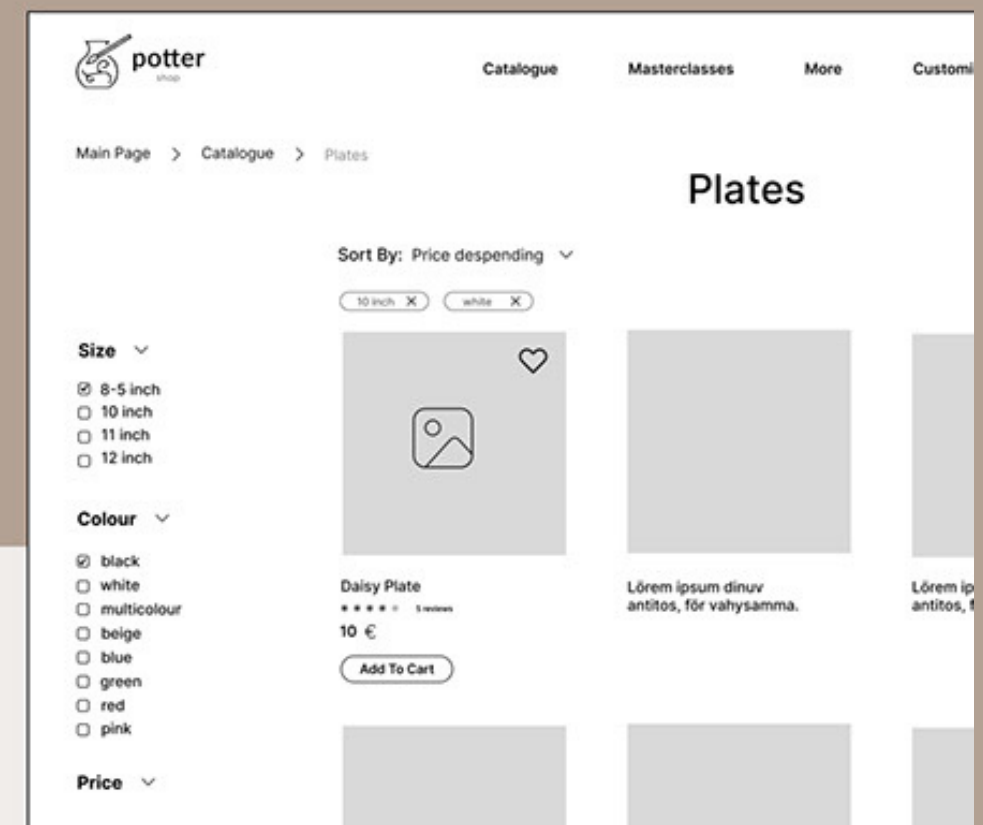 potter
shop
Catalogue Masterclasses More Customi
Main Page > Catalogue > Plates
Plates
Sort By: Price despending
10 inch X white X
Size
8-5 inch
10 inch
11 inch
12 inch
Colour
black
white
multicolour
beige
blue
green
red
pink
Price
Daisy Plate
5 reviews
10 €
Add To Cart
Lörem ipsum dinuv
antitos, för vahysamma.
Lörem ip
antitos, f